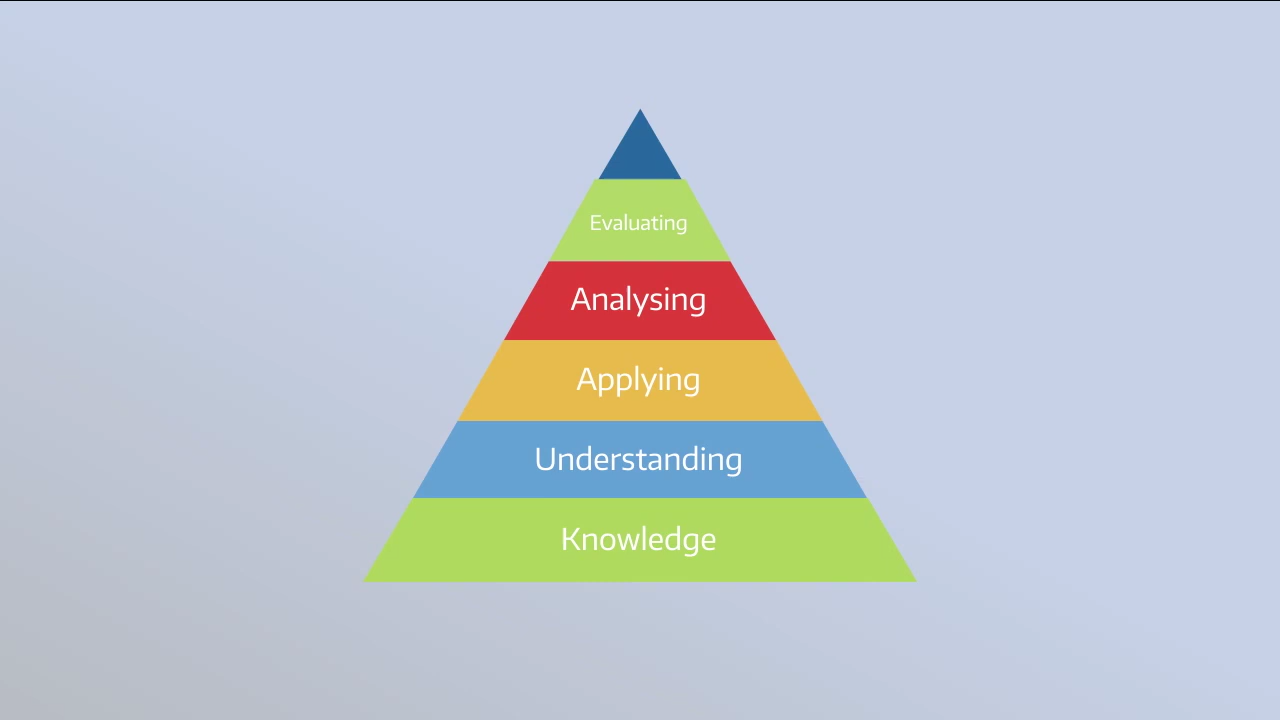 Evaluating
Analysing
Applying
Understanding
Knowledge